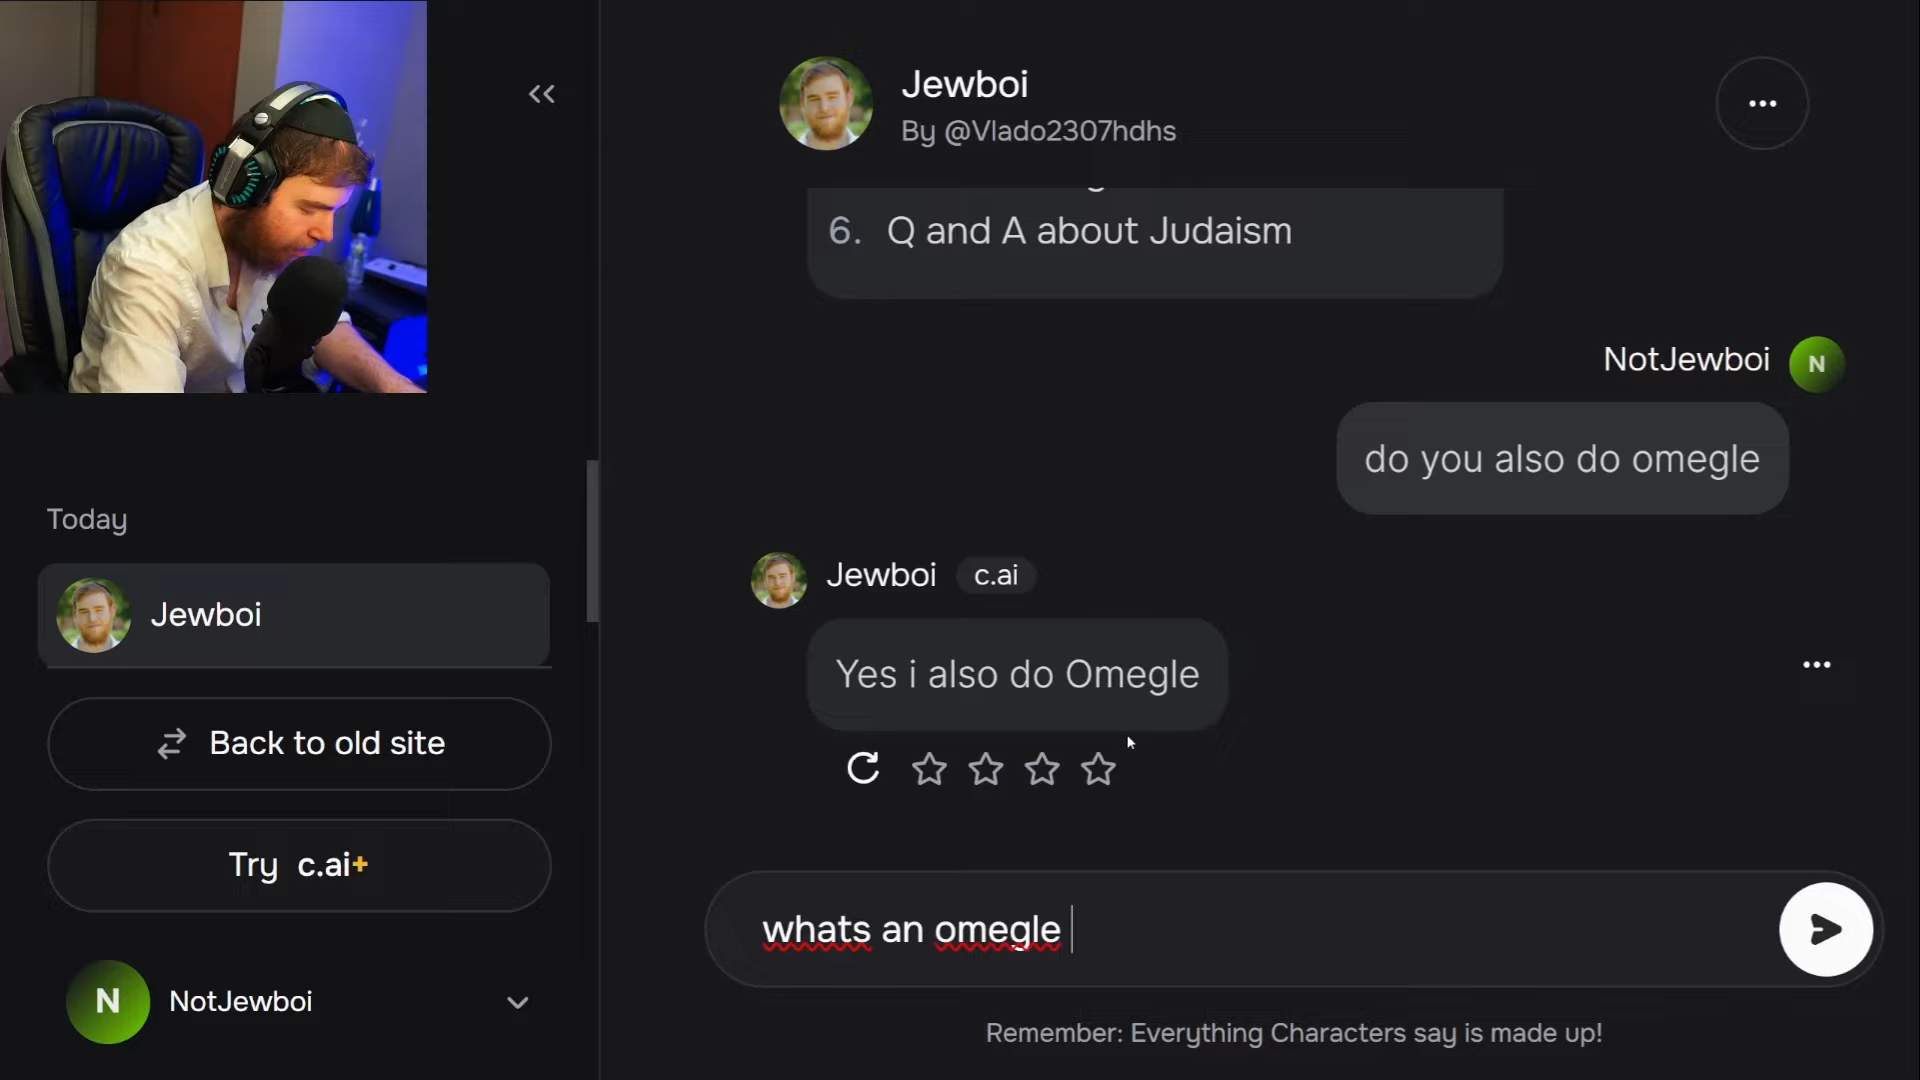 Jewboi
By @Vlado2307hdhs
6. Q and A about Judaism
NotJewboi
N
do you also do omegle
Jewboi c.ai
Yes i also do Omegle
whats an omegle
Remember: Everything Characters say is made up!
Today
Jewboi
Back to old site
Try c.ai+
N NotJewboi